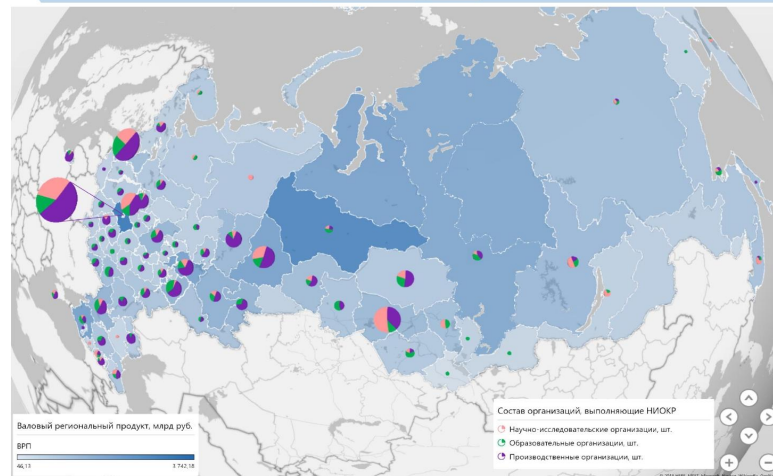 Валовый региональный продукт, млрд руб.
ВРП
46,13 3 742,18
Состав организаций, выполняющие НИОКР
Научно-исследовательские организации, шт.
Образовательные организации, шт.
Производственные организации, шт.